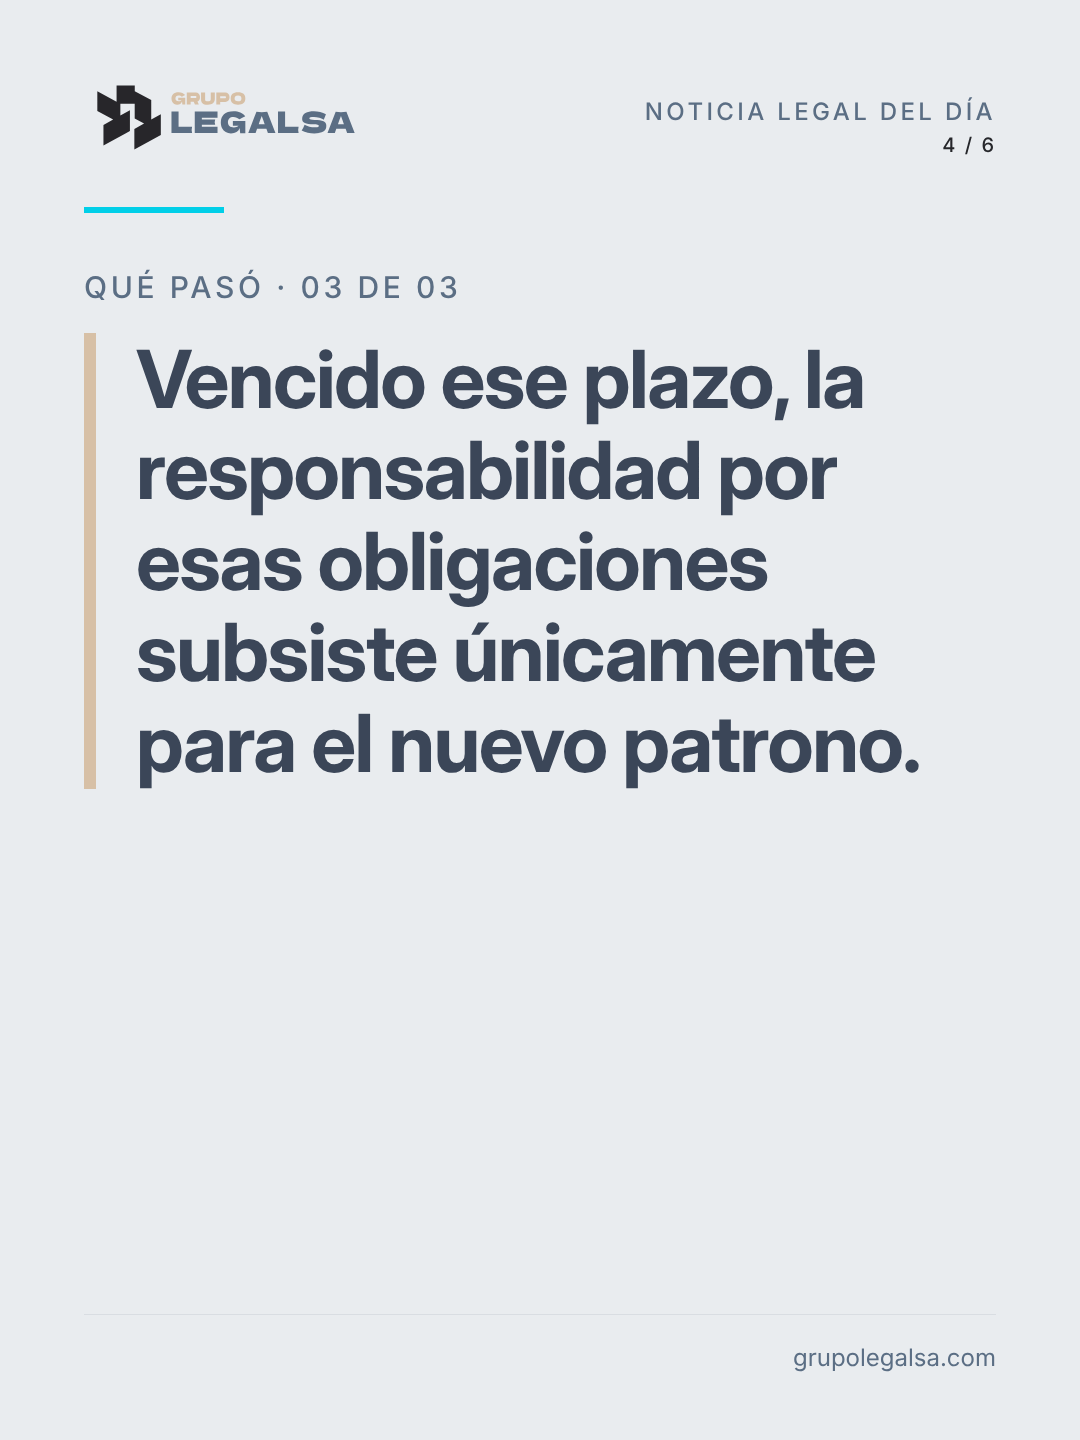 GRUPO
LEGALSA
NOTICIA LEGAL DEL DÍA
4 / 6
QUÉ PASÓ · 03 DE 03
Vencido ese plazo, la
responsabilidad por
esas obligaciones
subsiste únicamente
para el nuevo patrono.
grupolegalsa.com